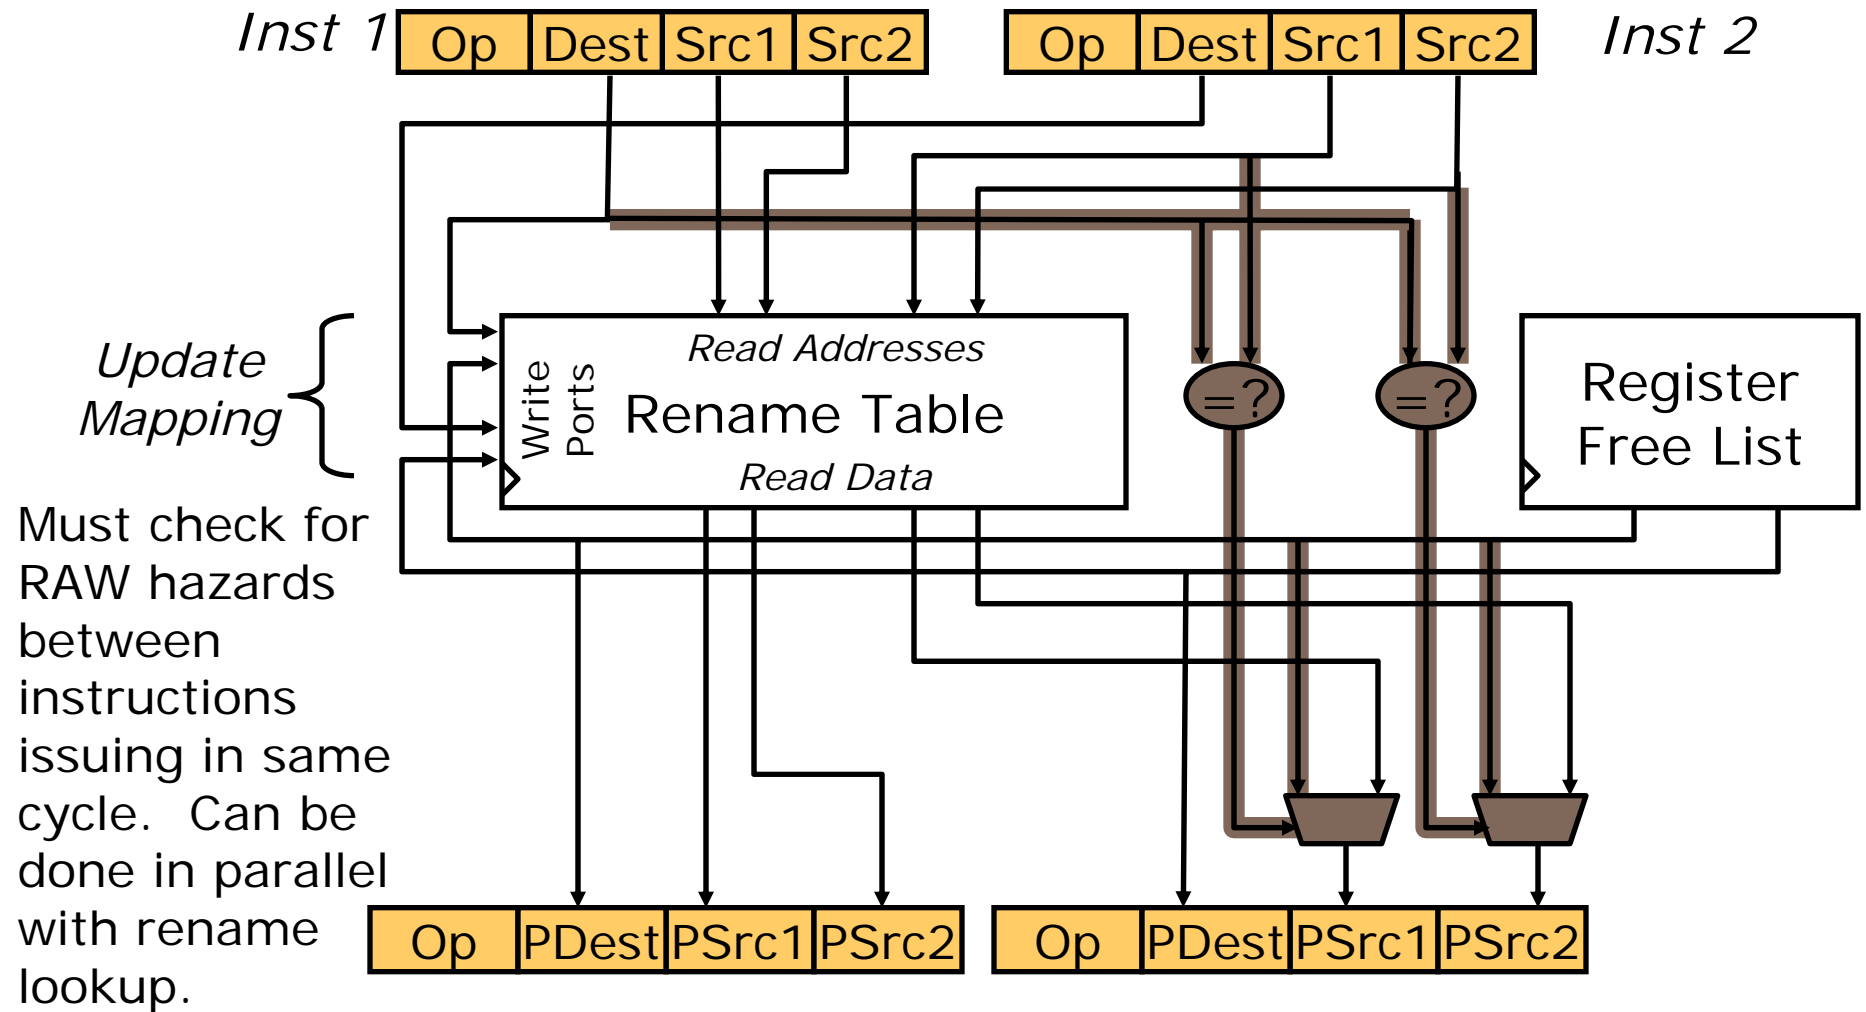 Inst 1
Op Dest Src1 Src2
Op Dest Src1 Src2
Inst 2
Update
Mapping
Write
Ports
Read Addresses
Rename Table
Read Data
=?
=?
Register
Free List
Must check for
RAW hazards
between
instructions
issuing in same
cycle. Can be
done in parallel
with rename
lookup.
Op PDest PSrc1 PSrc2
Op PDest PSrc1 PSrc2